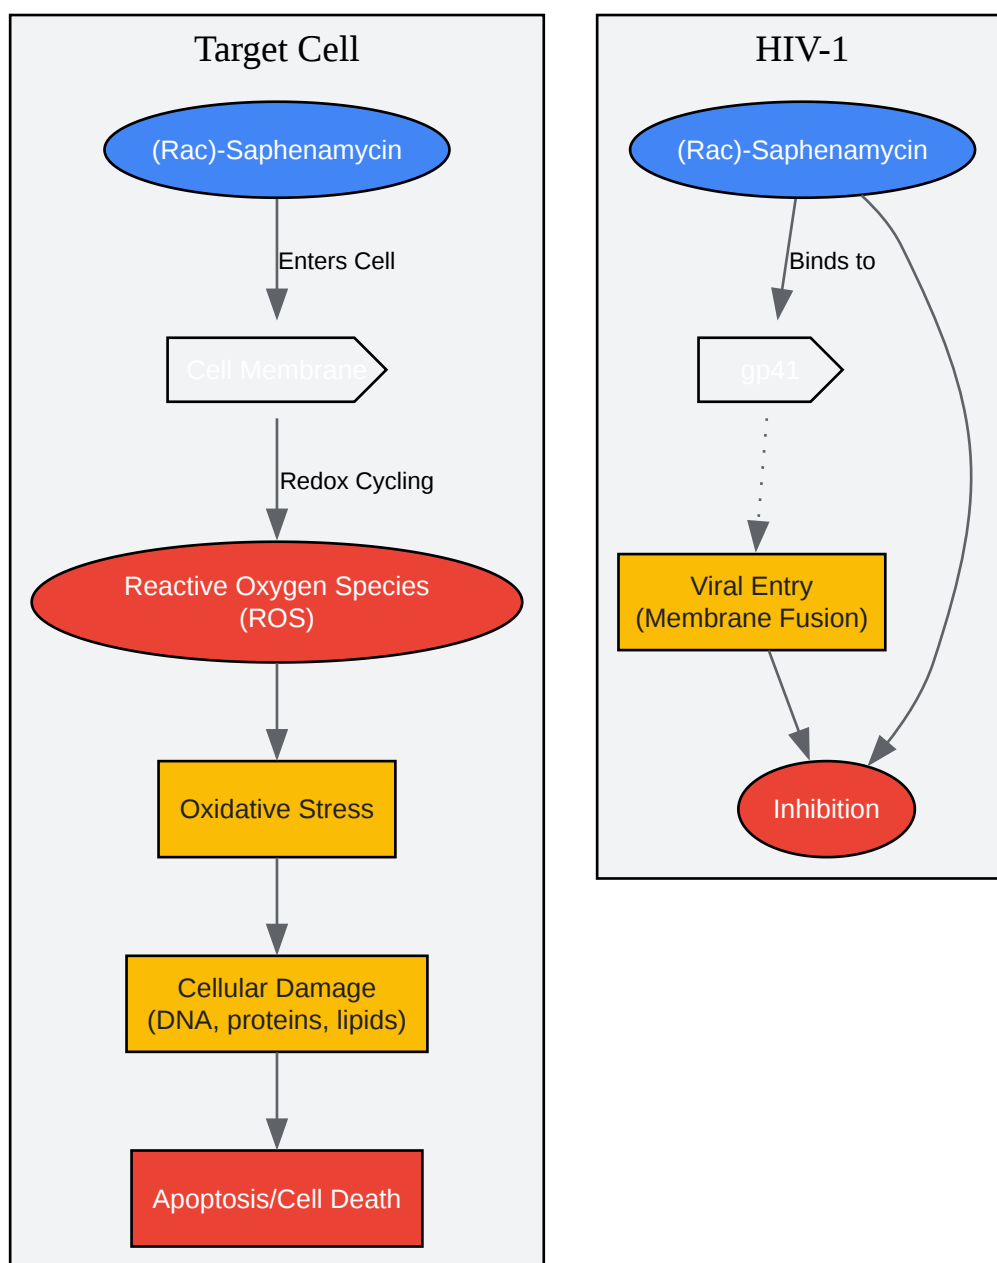 Target Cell
(Rac)-Saphenamycin
Enters Cell
Cell Membrane
Redox Cycling
Reactive Oxygen Species
(ROS)
Oxidative Stress
Cellular Damage
(DNA, proteins, lipids)
Apoptosis/Cell Death
HIV-1
(Rac)-Saphenamycin
Binds to
gp41
Viral Entry
(Membrane Fusion)
Inhibition